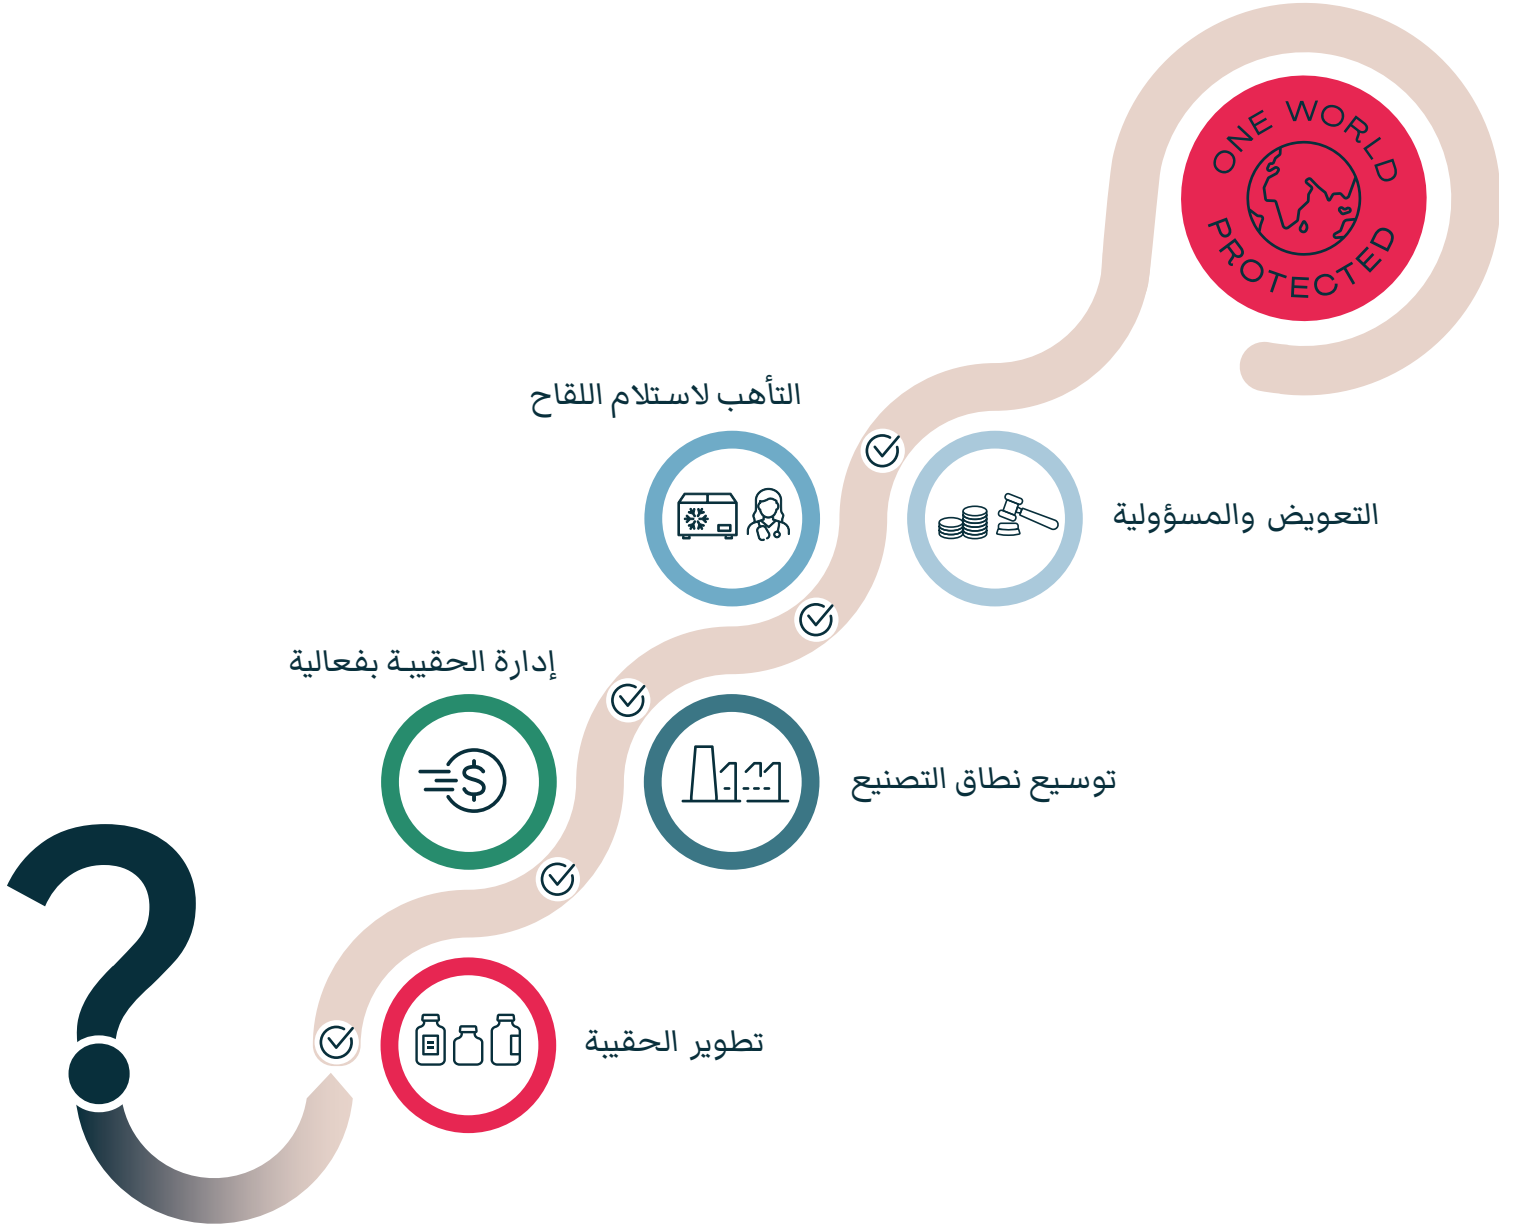 ONE WORLD
PROTECTED
التأهب لاستلام اللقاح
التعويض والمسؤولية
إدارة الحقيبة بفعالية
توسيع نطاق التصنيع
تطوير الحقيبة
?
$